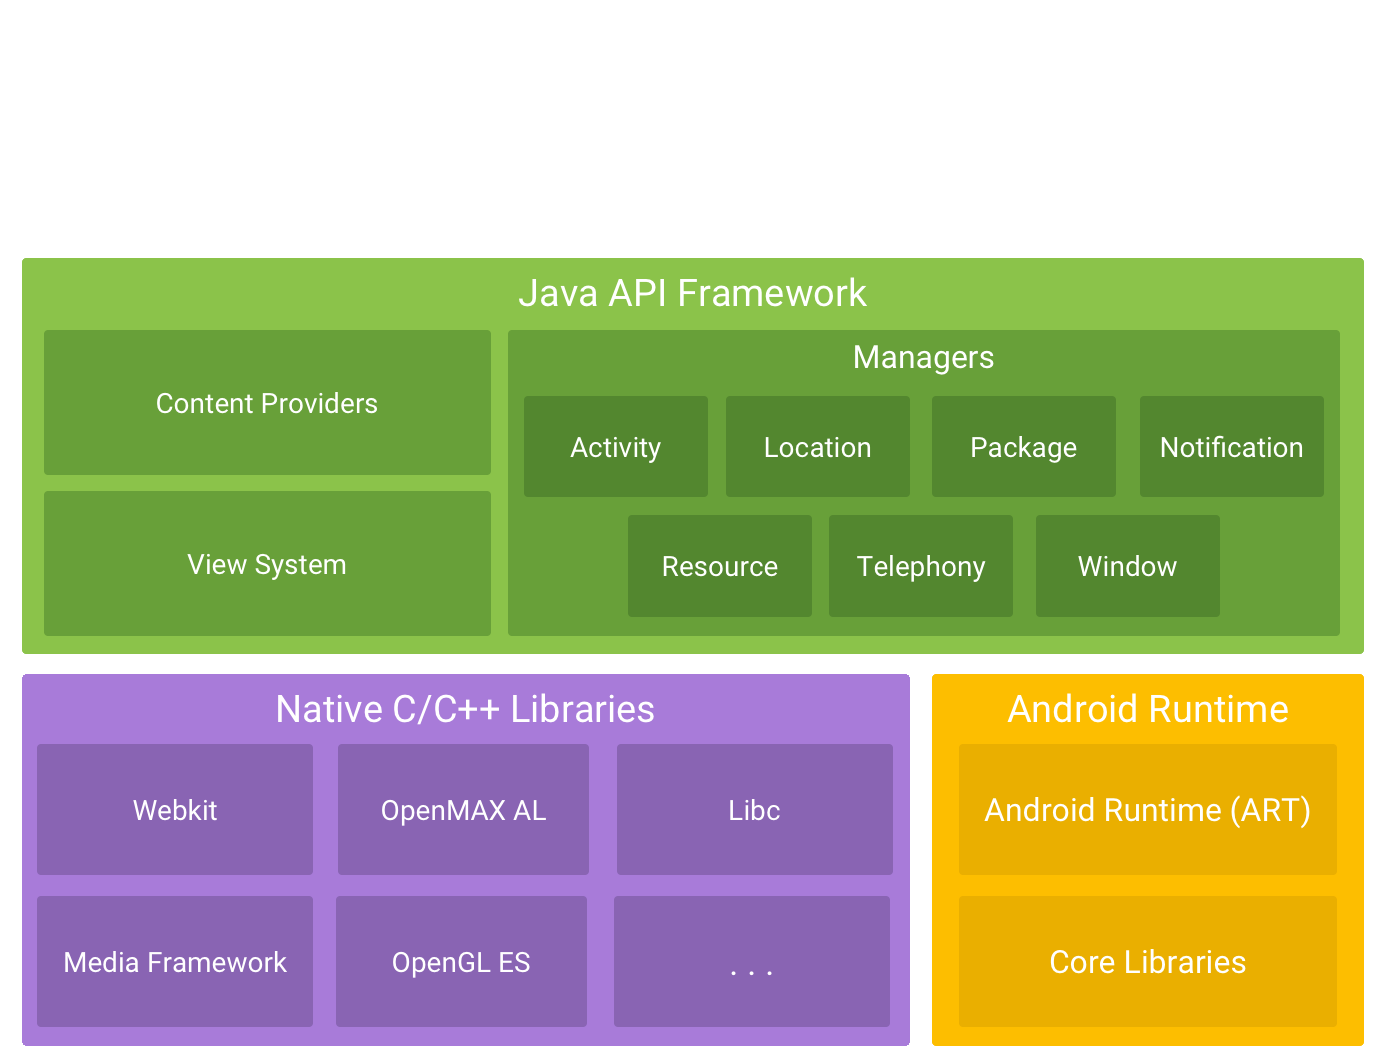 Java API Framework
Content Providers
View System
Managers
Activity
Location
Package
Notification
Resource
Telephony
Window
Native C/C++ Libraries
Webkit
OpenMAX AL
Libc
Media Framework
OpenGL ES
. . .
Android Runtime
Android Runtime (ART)
Core Libraries